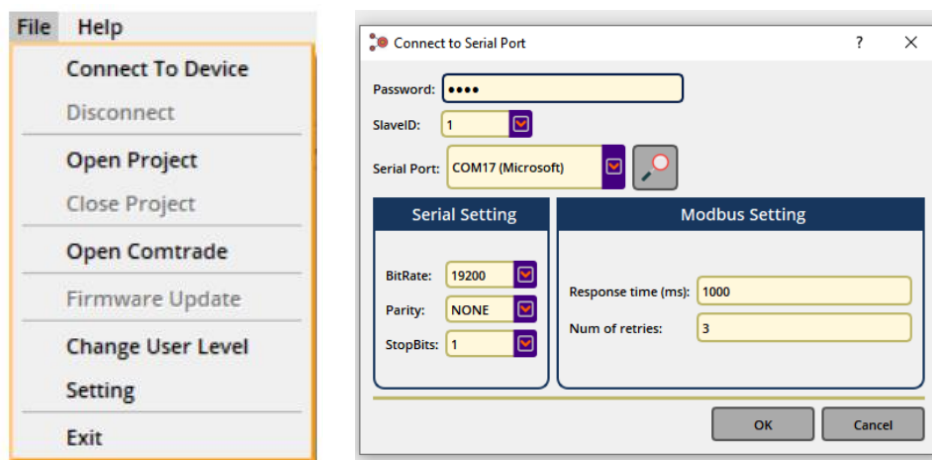 File Help
Connect To Device
Disconnect
Open Project
Close Project
Open Comtrade
Firmware Update
Change User Level
Setting
Exit
Connect to Serial Port ?
Password: ••••
SlaveID: 1
Serial Port: COM17 (Microsoft)
Serial Setting
BitRate: 19200
Parity: NONE
StopBits: 1
Modbus Setting
Response time (ms): 1000
Num of retries: 3
OK Cancel